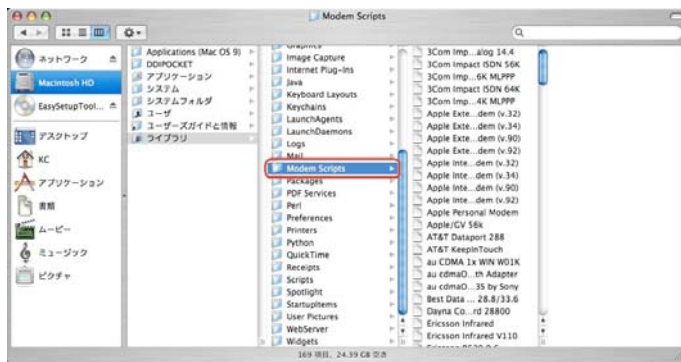 Modem Scripts
ネットワーク
Macintosh HD
EasySetupTool...
デスクトップ
KC
アプリケーション
書類
ムービー
ミュージック
ピクチャ
Applications (Mac OS 9)
DDIPOCKET
アプリケーション
システム
システムフォルダ
ユーザ
ユーザーズガイドと情報
ライブラリ
Graphics
Image Capture
Internet Plug-Ins
Java
Keyboard Layouts
Keychains
LaunchAgents
LaunchDaemons
Logs
Mail
Modem Scripts
Packages
PDF Services
Perl
Preferences
Printers
Python
QuickTime
Receipts
Scripts
Spotlight
StartupItems
User Pictures
WebServer
Widgets
3Com Imp...alog 14.4
3Com Impact ISDN 56K
3Com Imp...6K MLPPP
3Com Impact ISDN 64K
3Com Imp...4K MLPPP
Apple Exte...dem (v.32)
Apple Exte...dem (v.34)
Apple Exte...dem (v.90)
Apple Exte...dem (v.92)
Apple Inte...dem (v.32)
Apple Inte...dem (v.34)
Apple Inte...dem (v.90)
Apple Inte...dem (v.92)
Apple Personal Modem
Apple/GV 56k
AT&T Dataport 288
AT&T KeepInTouch
au CDMA 1x WIN W01K
au cdmaO...th Adapter
au cdmaO...35 by Sony
Best Data ... 28.8/33.6
Dayna Co...rd 28800
Ericsson Infrared
Ericsson Infrared V110
169 項目、24.39 GB 空き